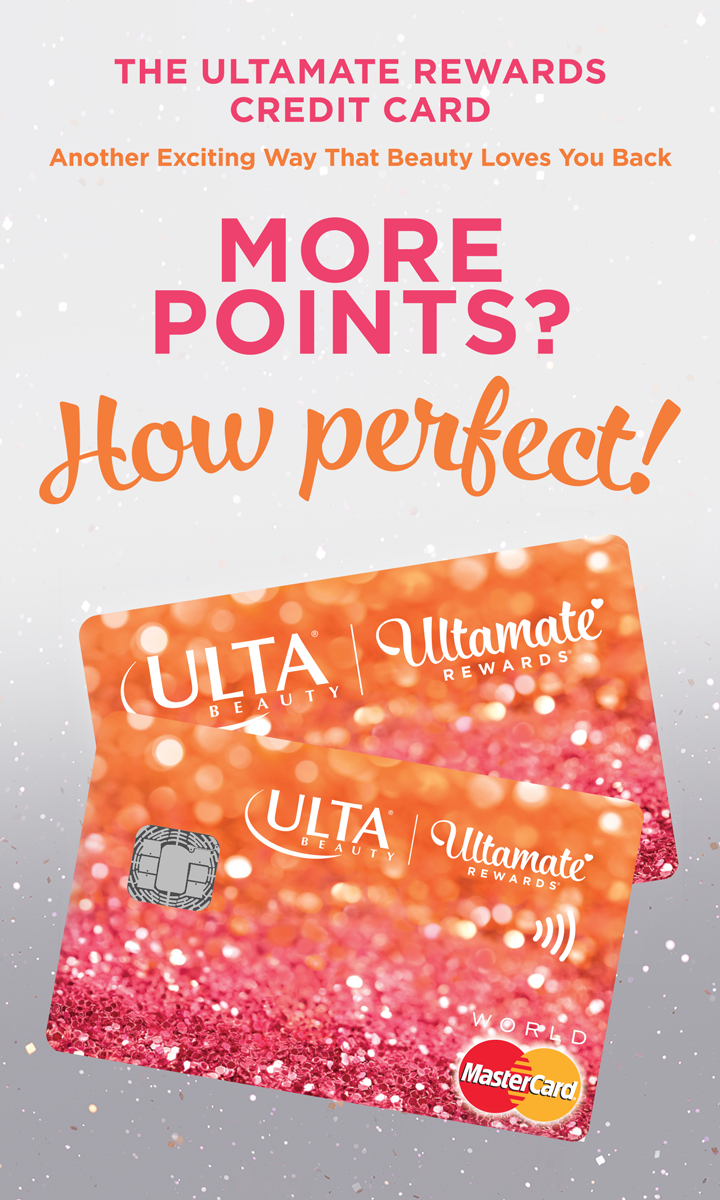 THE ULTAMATE REWARDS
CREDIT CARD
Another Exciting Way That Beauty Loves You Back
MORE
POINTS?
How perfect!
ULTA®
BEAUTY
Ultamate
REWARDS®
ULTA®
BEAUTY
Ultamate
REWARDS®
WORLD
MasterCard